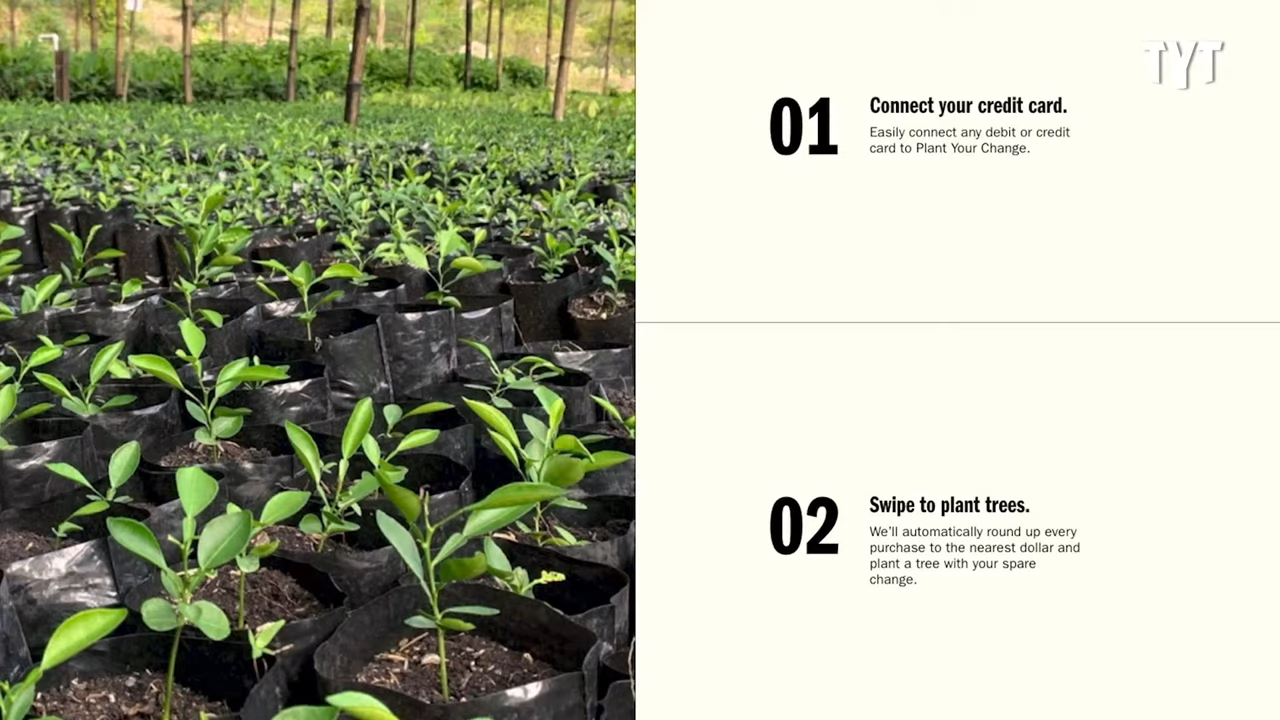 TYT
01
Connect your credit card.
Easily connect any debit or credit
card to Plant Your Change.
02
Swipe to plant trees.
We'll automatically round up every
purchase to the nearest dollar and
plant a tree with your spare
change.